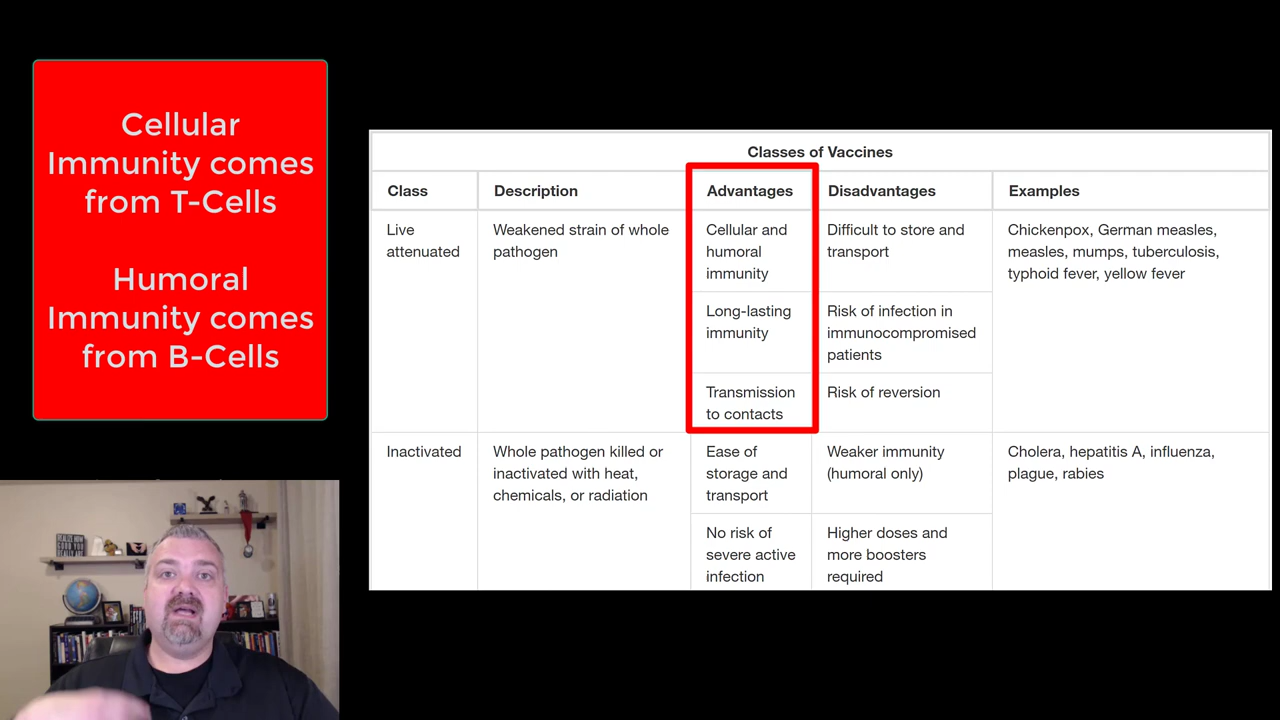 Cellular
Immunity comes
from T-Cells
Humoral
Immunity comes
from B-Cells
Classes of Vaccines
Class
Description
Advantages
Disadvantages
Examples
Live
attenuated
Weakened strain of whole
pathogen
Cellular and
humoral
immunity
Difficult to store and
transport
Chickenpox, German measles,
measles, mumps, tuberculosis,
typhoid fever, yellow fever
Long-lasting
immunity
Risk of infection in
immunocompromised
patients
Transmission
to contacts
Risk of reversion
Inactivated
Whole pathogen killed or
inactivated with heat,
chemicals, or radiation
Ease of
storage and
transport
Weaker immunity
(humoral only)
Cholera, hepatitis A, influenza,
plague, rabies
No risk of
severe active
infection
Higher doses and
more boosters
required